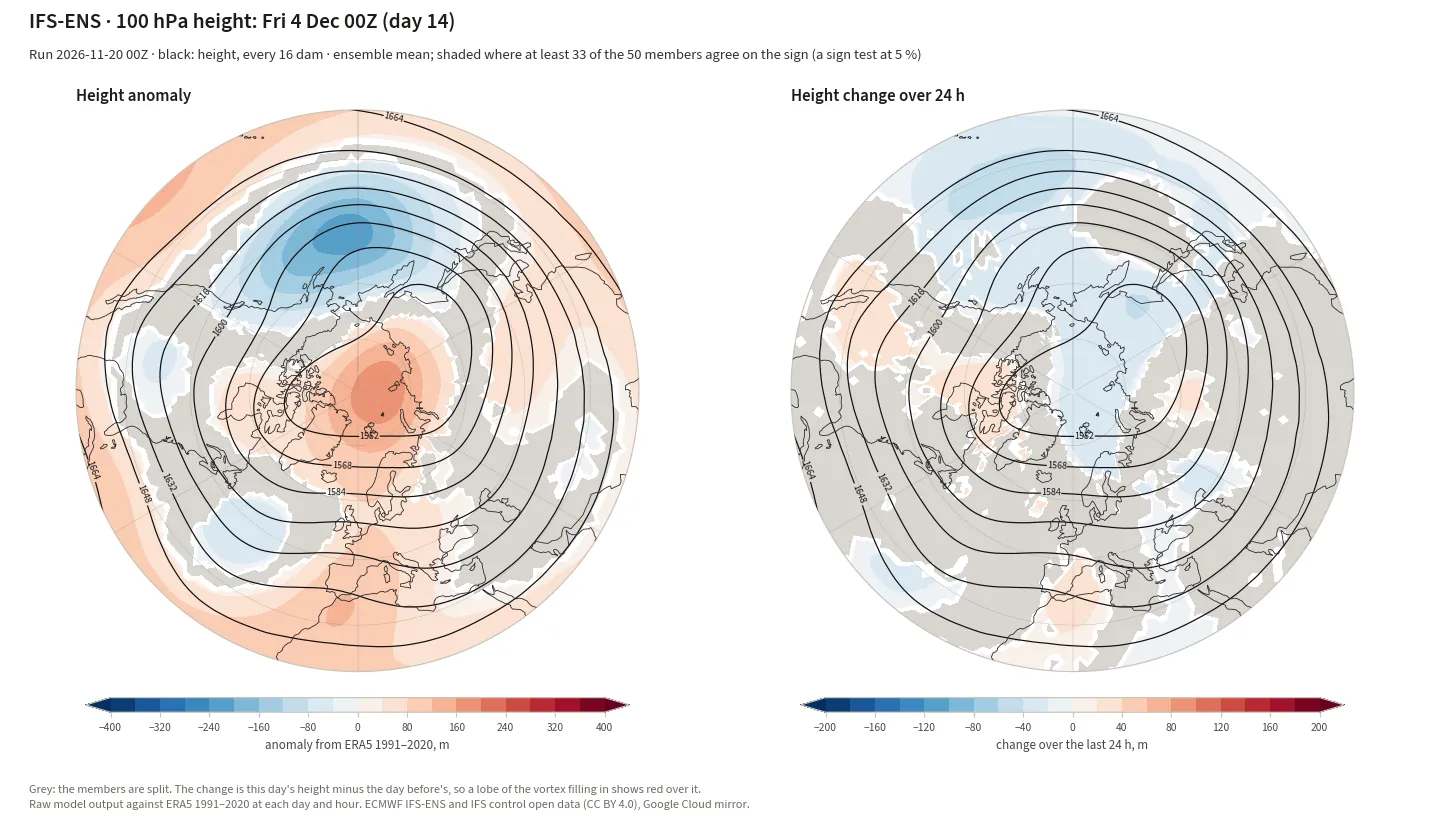 IFS-ENS · 100 hPa height: Fri 4 Dec 00Z (day 14)
Run 2026-11-20 00Z · black: height, every 16 dam · ensemble mean; shaded where at least 33 of the 50 members agree on the sign (a sign test at 5 %)
Height anomaly
Height change over 24 h
1664
1616
1600
1552
1568
1584
1632
1648
1664
1664
1616
1600
1552
1568
1584
1632
1648
1664
−400 −320 −240 −160 −80 0 80 160 240 320 400
anomaly from ERA5 1991–2020, m
−200 −160 −120 −80 −40 0 40 80 120 160 200
change over the last 24 h, m
Grey: the members are split. The change is this day's height minus the day before's, so a lobe of the vortex filling in shows red over it.
Raw model output against ERA5 1991–2020 at each day and hour. ECMWF IFS-ENS and IFS control open data (CC BY 4.0), Google Cloud mirror.